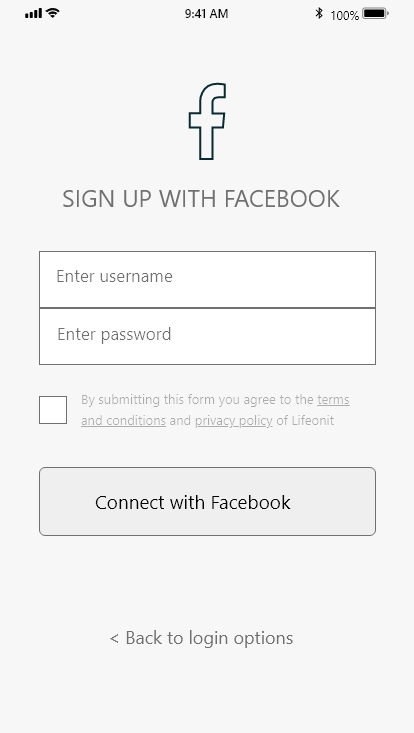 9:41 AM 100%
f
SIGN UP WITH FACEBOOK
Enter username
Enter password
By submitting this form you agree to the terms
and conditions and privacy policy of Lifeonit
Connect with Facebook
< Back to login options